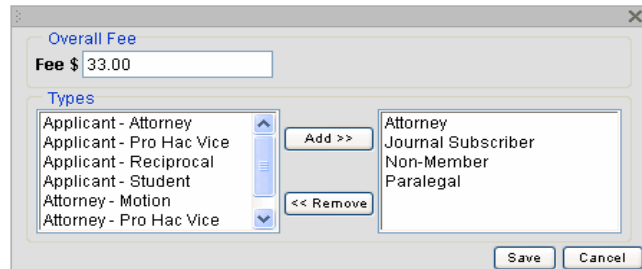 Overall Fee
Fee $ 33.00
Types
Applicant - Attorney
Applicant - Pro Hac Vice
Applicant - Reciprocal
Applicant - Student
Attorney - Motion
Attorney - Pro Hac Vice
Add >>
<< Remove
Attorney
Journal Subscriber
Non-Member
Paralegal
Save Cancel